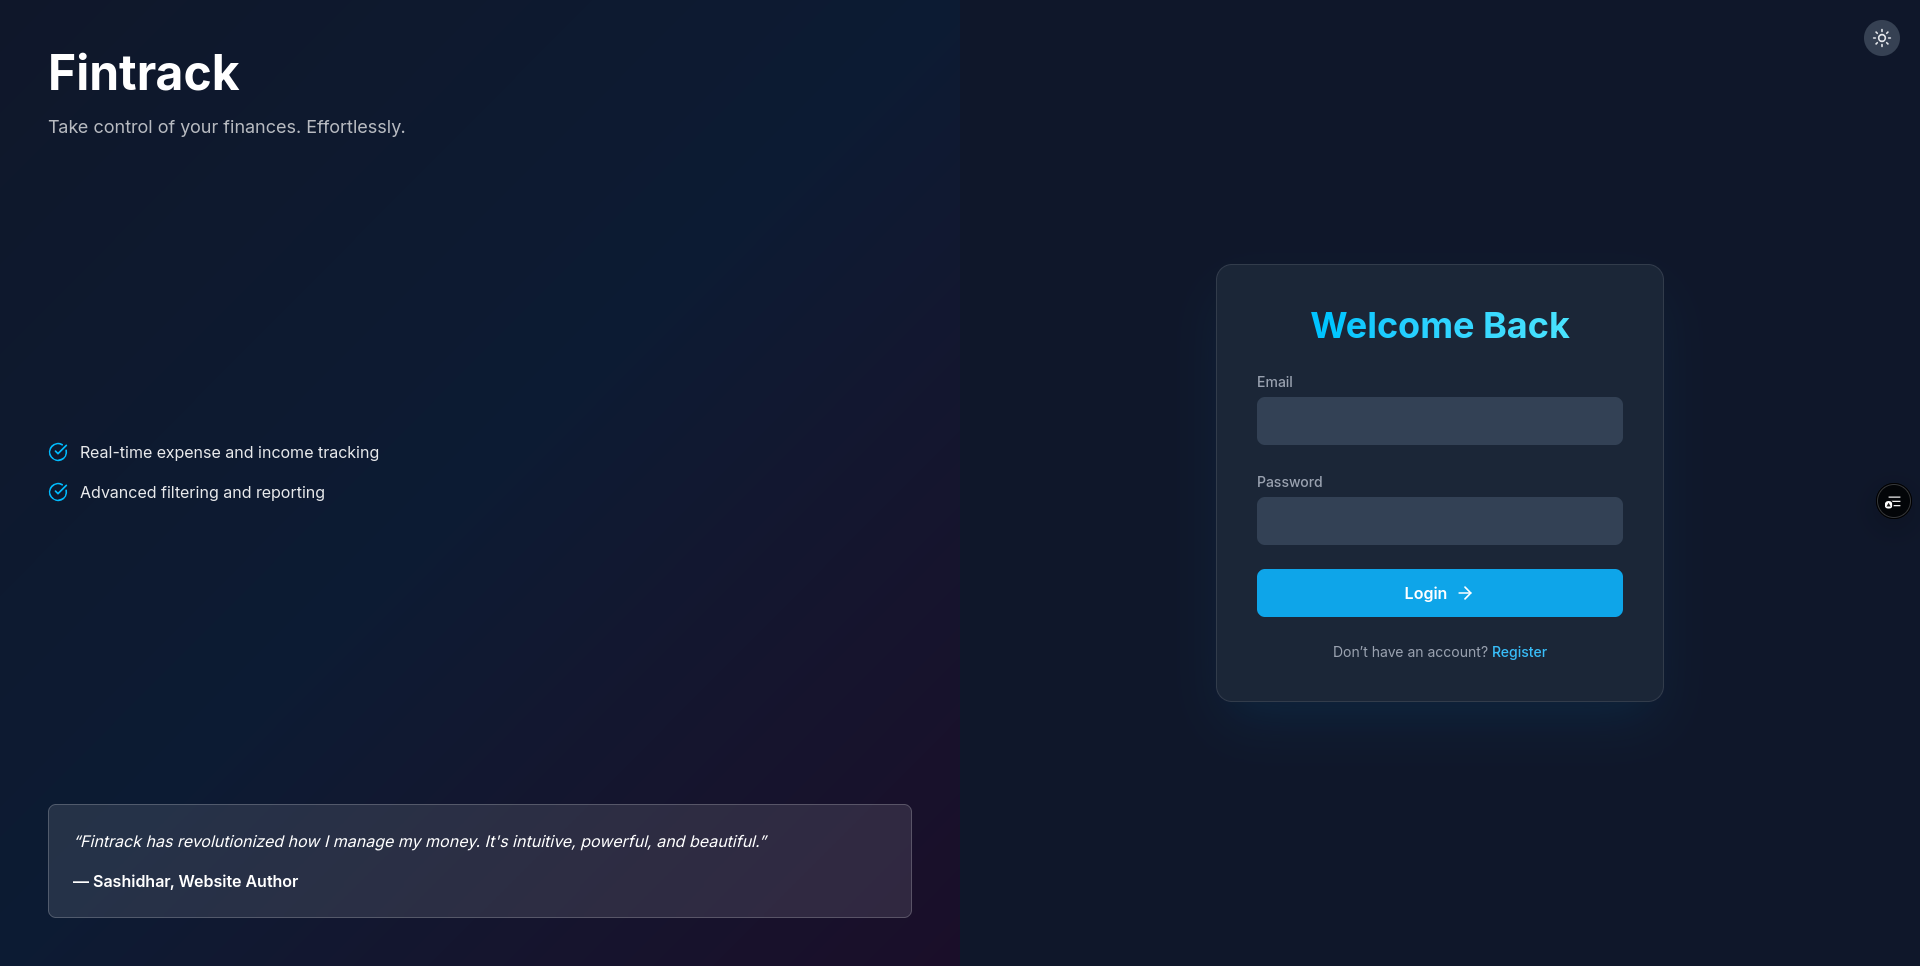 Fintrack
Take control of your finances. Effortlessly.
Real-time expense and income tracking
Advanced filtering and reporting
“Fintrack has revolutionized how I manage my money. It's intuitive, powerful, and beautiful.”
— Sashidhar, Website Author
Welcome Back
Email
Password
Login
Don’t have an account? Register